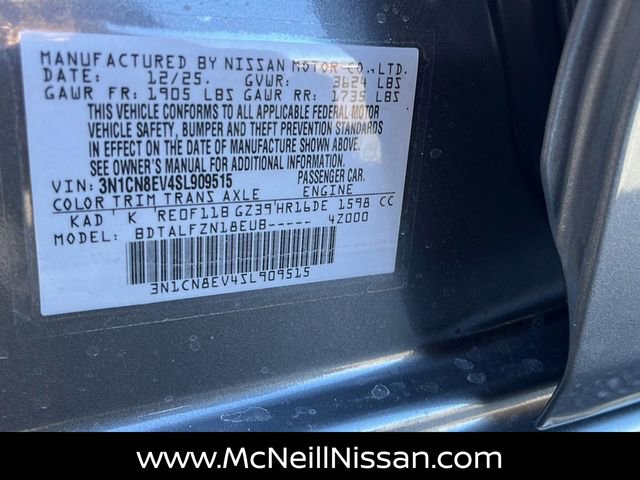 MANUFACTURED BY NISSAN MOTOR CO.,LTD.
DATE: 12/25. GVWR: 3624 LBS
GAWR FR: 1905 LBS GAWR RR: 1735 LBS
THIS VEHICLE CONFORMS TO ALL APPLICABLE FEDERAL MOTOR
VEHICLE SAFETY, BUMPER AND THEFT PREVENTION STANDARDS
IN EFFECT ON THE DATE OF MANUFACTURE SHOWN ABOVE.
SEE OWNER'S MANUAL FOR ADDITIONAL INFORMATION.
VIN: 3N1CN8EV4SL909515 PASSENGER CAR.
COLOR TRIM TRANS AXLE ENGINE
KAD K RE0F11B GZ39 HR16DE 1598 CC
MODEL: BDTALFZN18EUB----- 4Z000
3N1CN8EV4SL909515
www.McNeillNissan.com